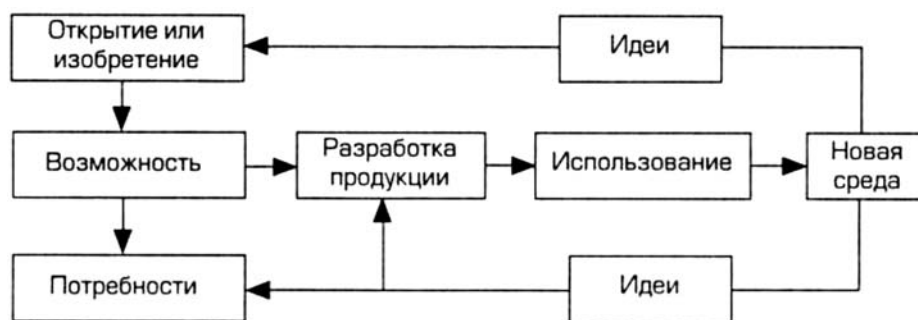 Открытие или
изобретение
Идеи
Возможность
Разработка
продукции
Использование
Новая
среда
Потребности
Идеи